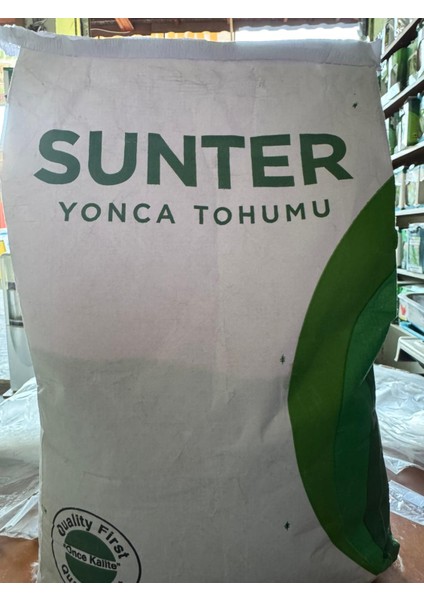 SUNTER
YONCA TOHUMU
Quality First
Önce Kalite